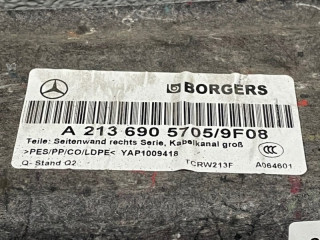 BORGERS
A 213 690 5705/9F08
Teile: Seitenwand rechts Serie, Kabelkanal groß
>PES/PP/CO/LDPE< YAP1009418
Q- Stand Q2 TCRW213F A064601